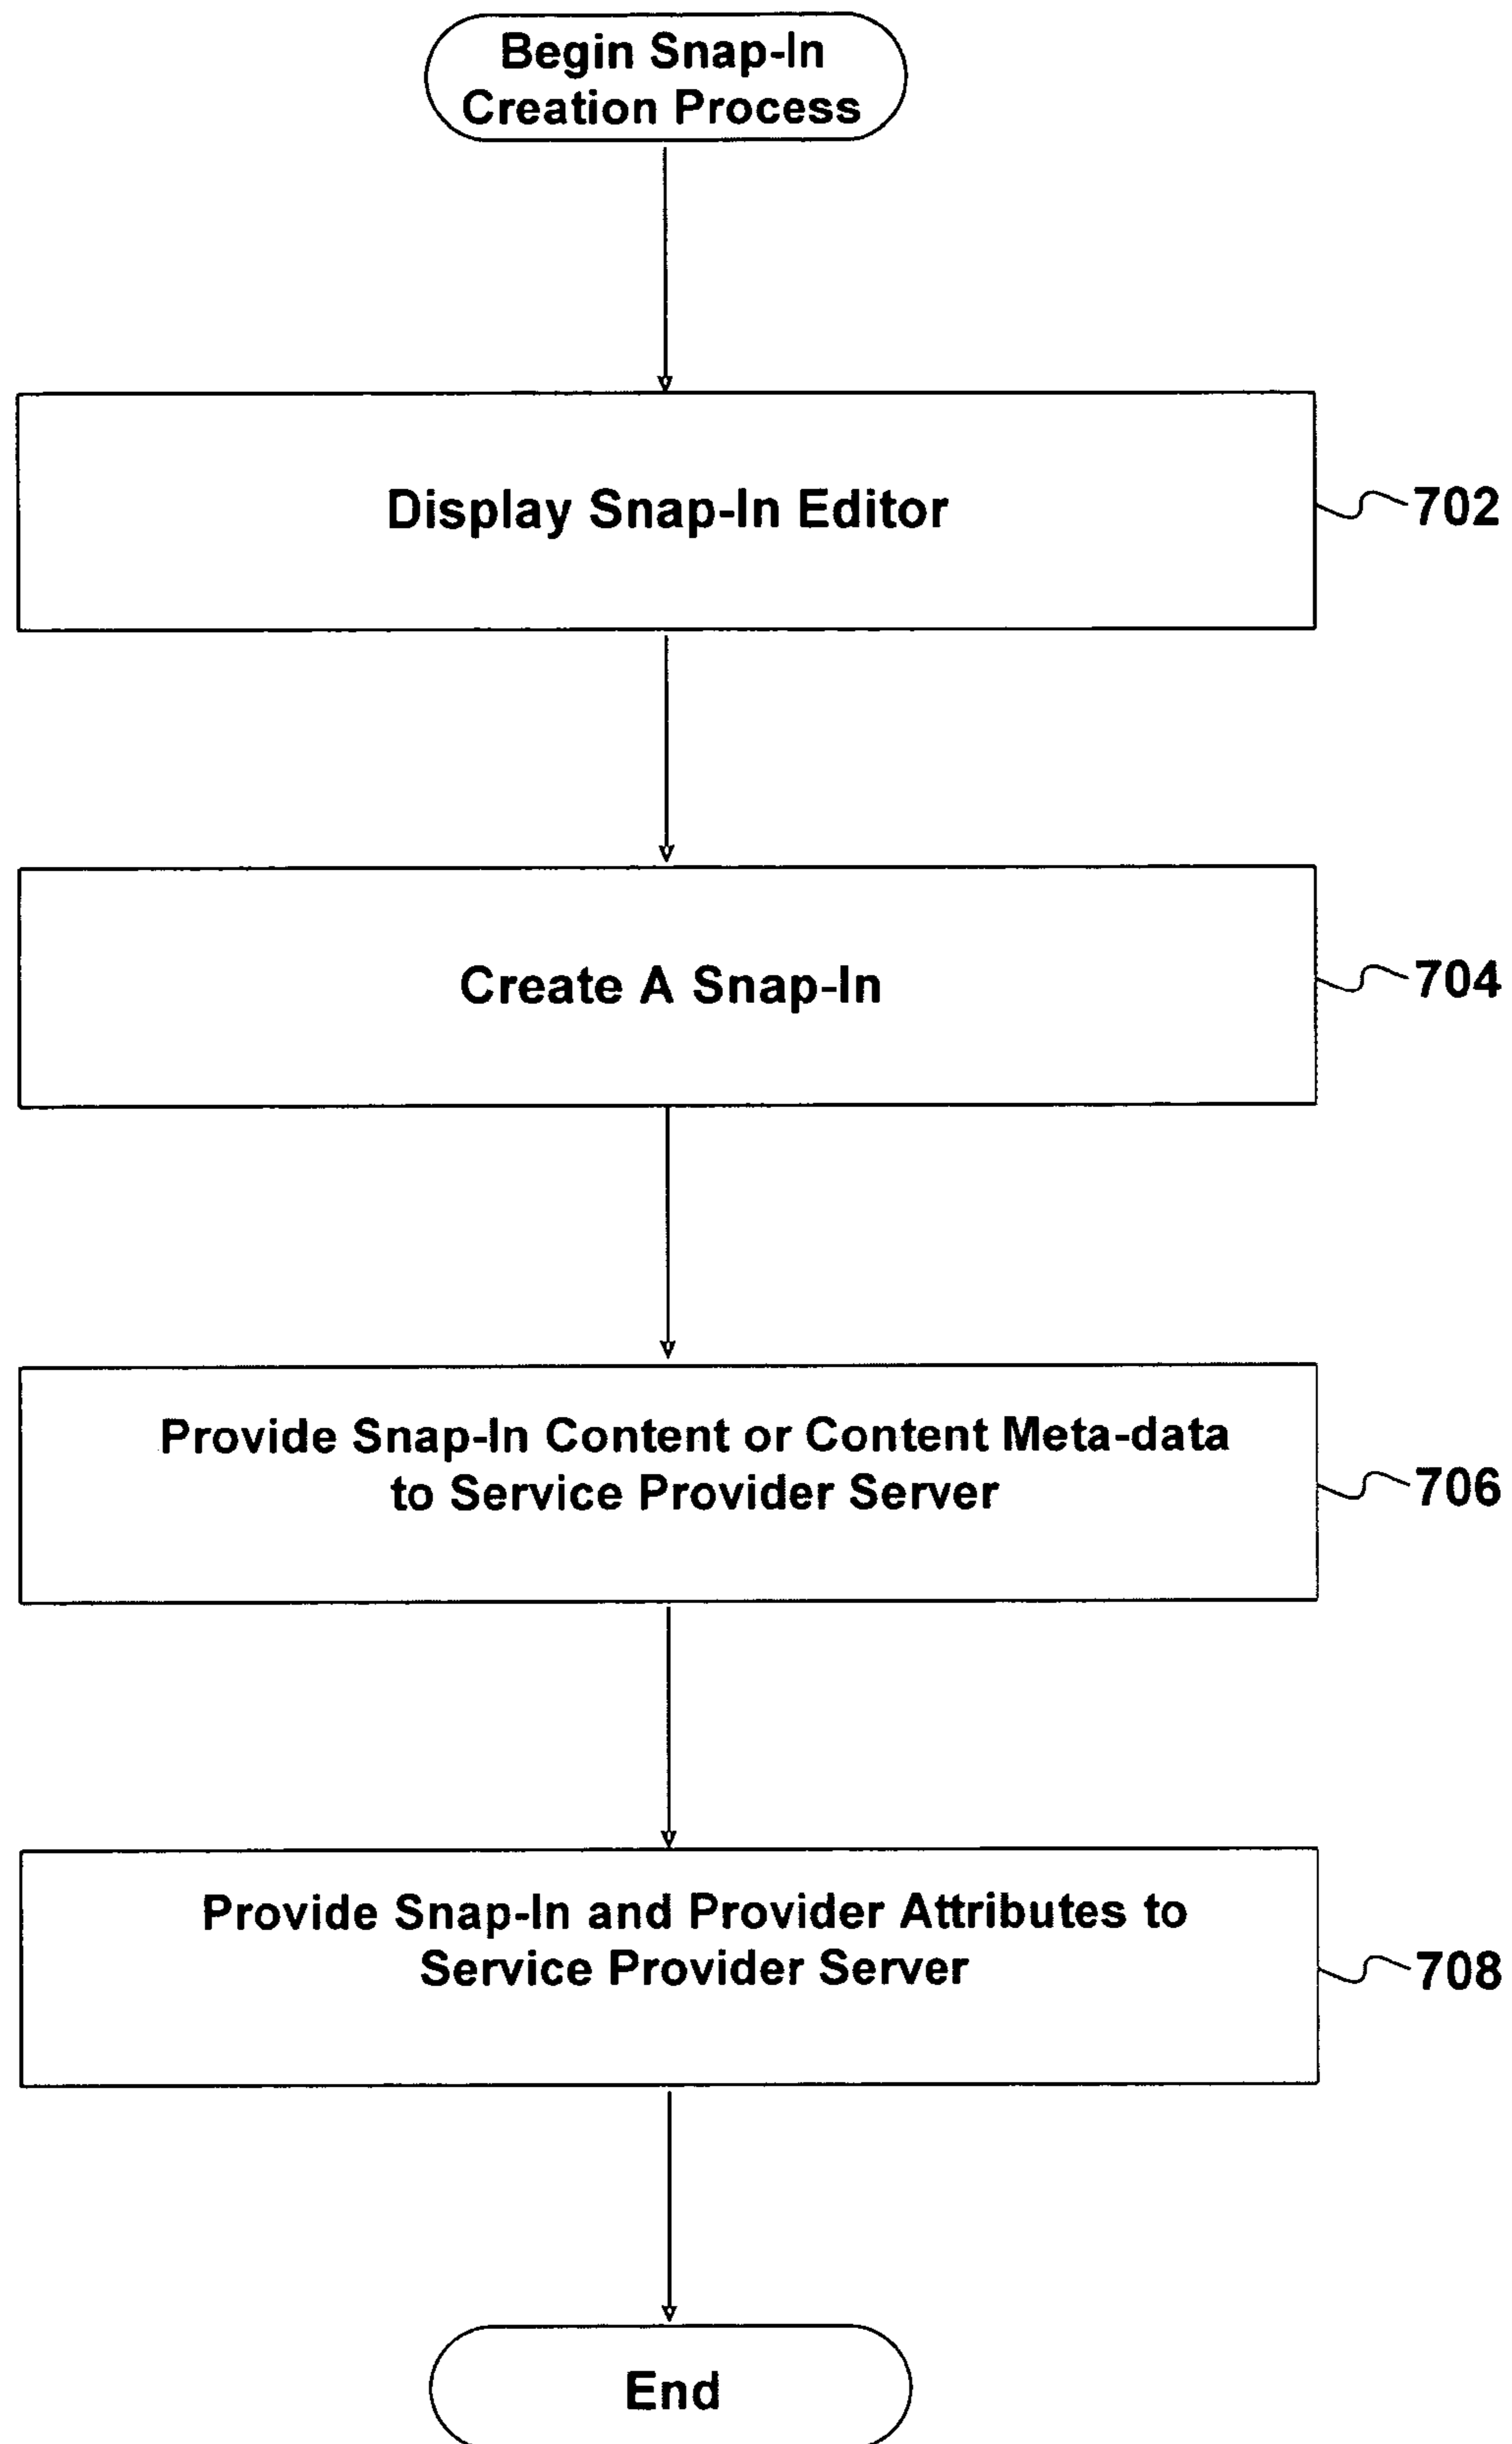 Begin Snap-In
Creation Process
Display Snap-In Editor
702
Create A Snap-In
704
Provide Snap-In Content or Content Meta-data
to Service Provider Server
706
Provide Snap-In and Provider Attributes to
Service Provider Server
708
End